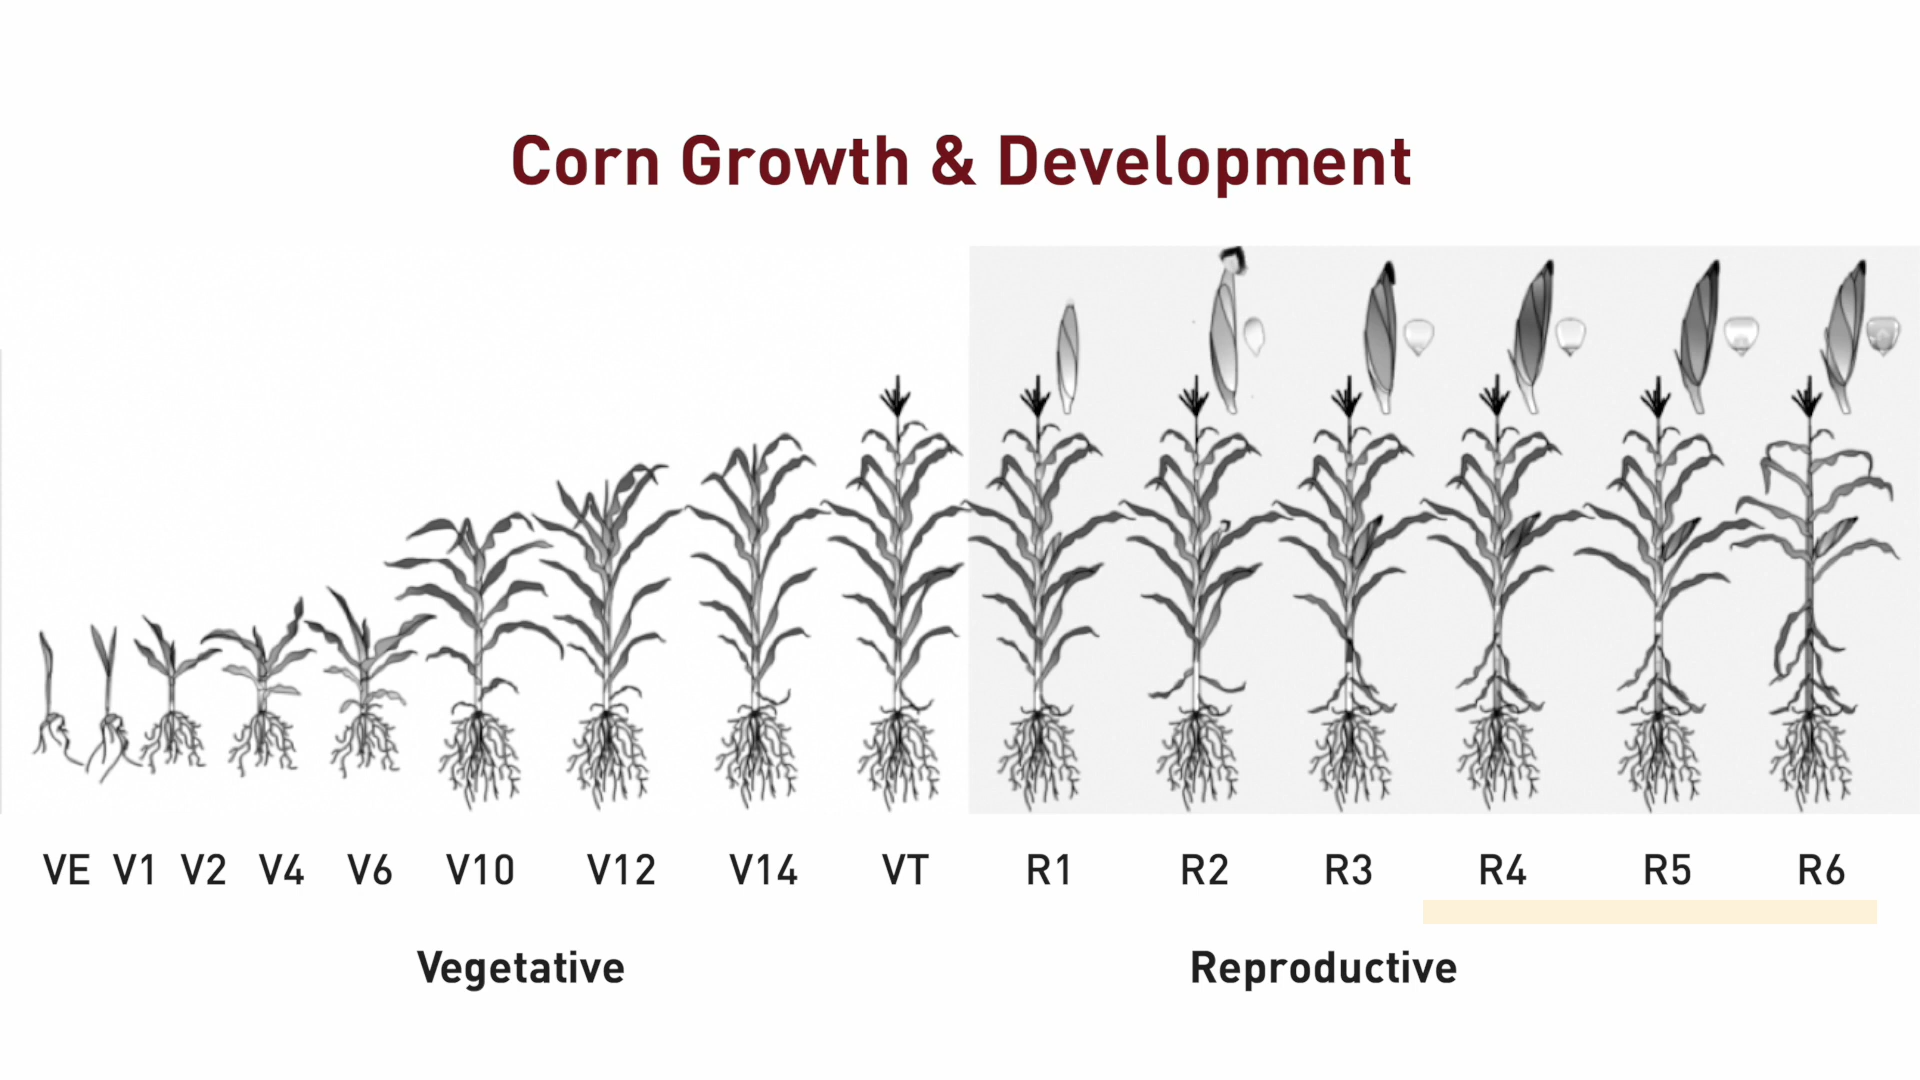 Corn Growth & Development
VE V1 V2 V4 V6 V10 V12 V14 VT R1 R2 R3 R4 R5 R6
Vegetative Reproductive